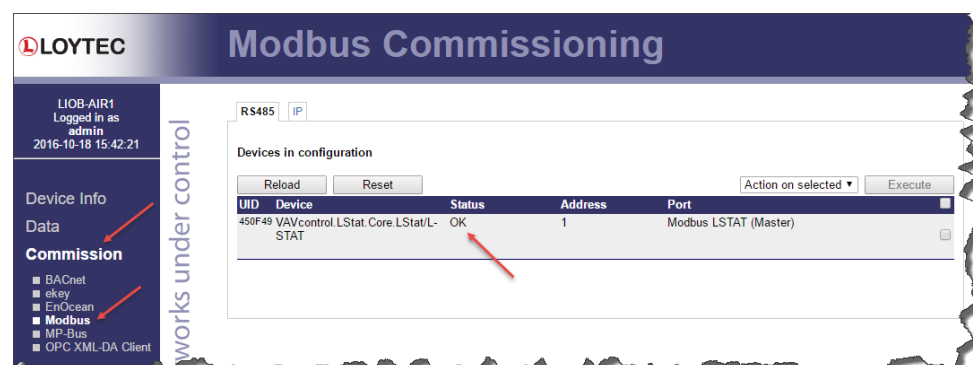 LOYTEC
Modbus Commissioning
LIOB-AIR1
Logged in as
admin
2016-10-18 15:42:21
Device Info
Data
Commission
BACnet
ekey
EnOcean
Modbus
MP-Bus
OPC XML-DA Client
works under control
RS485 IP
Devices in configuration
Reload Reset Action on selected Execute
UID Device Status Address Port
450F49 VAVcontrol.LStat.Core.LStat/L- OK 1 Modbus LSTAT (Master)
STAT